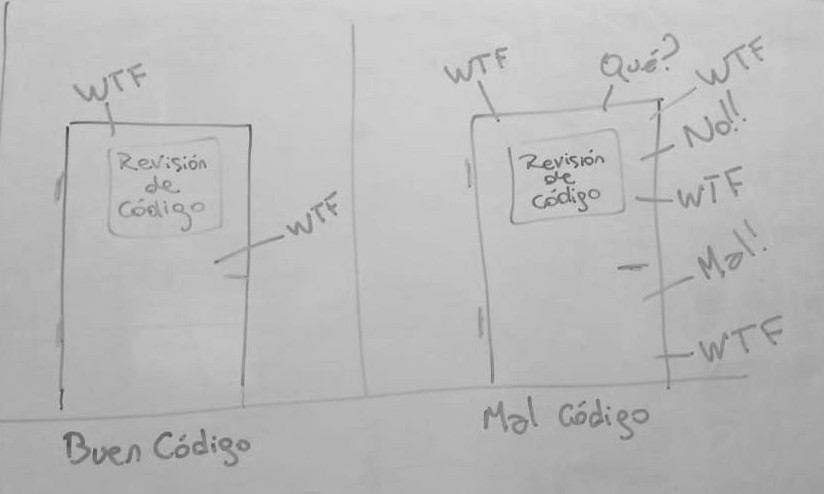 WTF
Revisión
de
Código
WTF
Buen Código
WTF
Qué?
WTF
No!!
Revisión
de
Código
WTF
Mal!
WTF
Mal Código